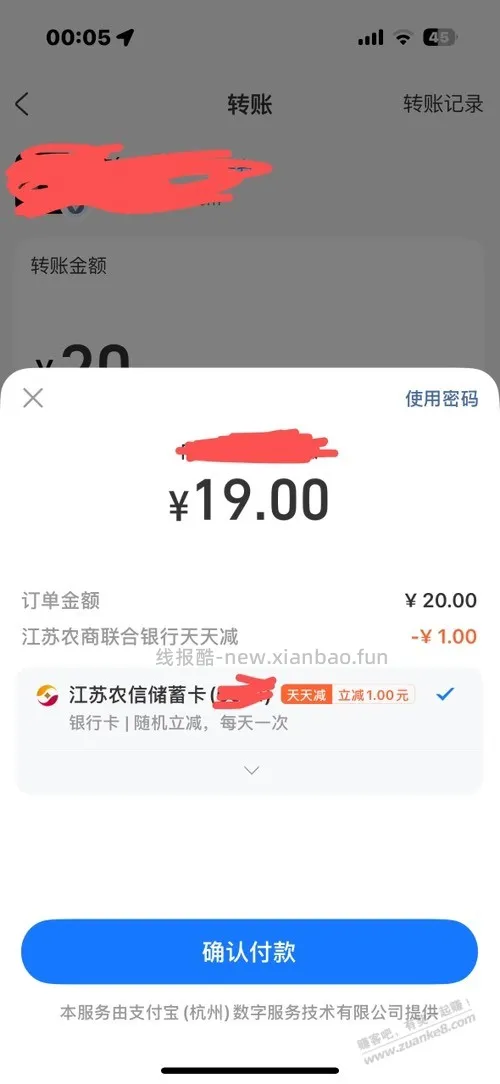 00:05
45
转账
转账记录
转账金额
¥20
使用密码
¥19.00
订单金额
¥ 20.00
江苏农商联合银行天天减
-¥ 1.00
线报酷-new.xianbao.fun
江苏农信储蓄卡(
天天减
立减1.00元
银行卡 | 随机立减，每天一次
确认付款
本服务由支付宝(杭州)数字服务技术有限公司提供
赚客吧，有奖一起赚！
www.zuanke8.com